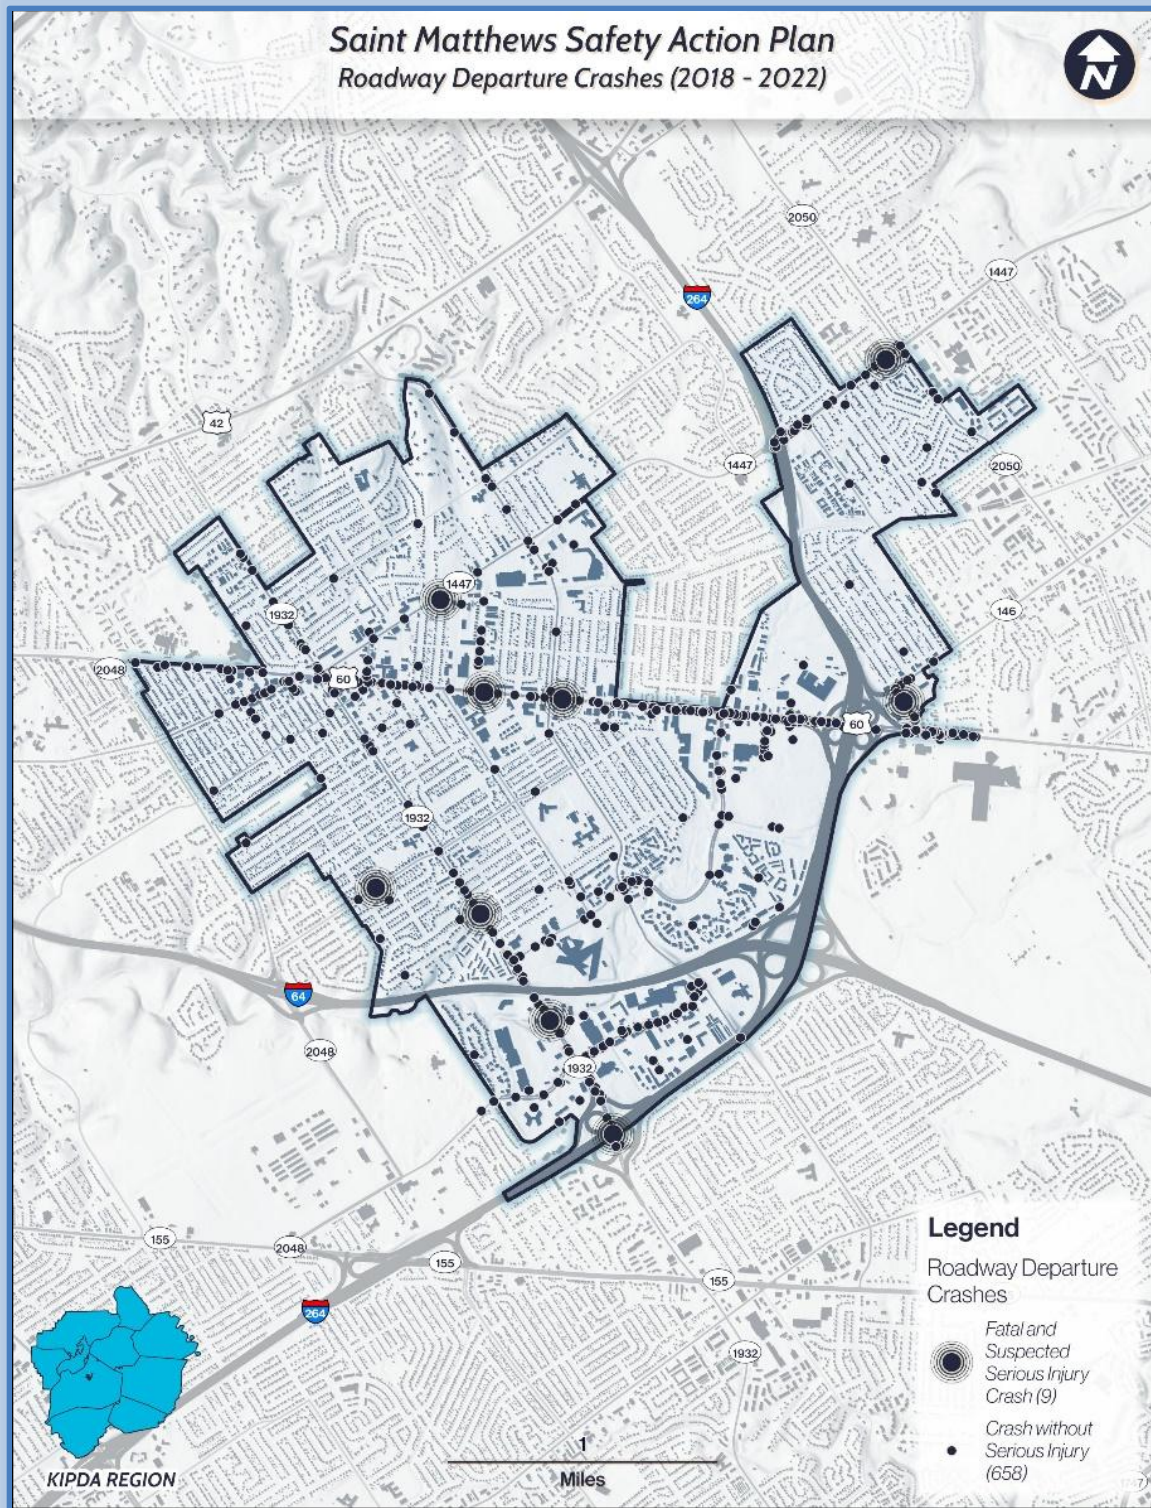 Saint Matthews Safety Action Plan
Roadway Departure Crashes (2018 - 2022)
N
2050
1447
264
42
1447
2050
1447
1932
146
2048
60
60
1932
64
2048
1932
155
2048
155
155
264
1932
KIPDA REGION
1
Miles
Legend
Roadway Departure
Crashes
Fatal and
Suspected
Serious Injury
Crash (9)
Crash without
Serious Injury
(658)